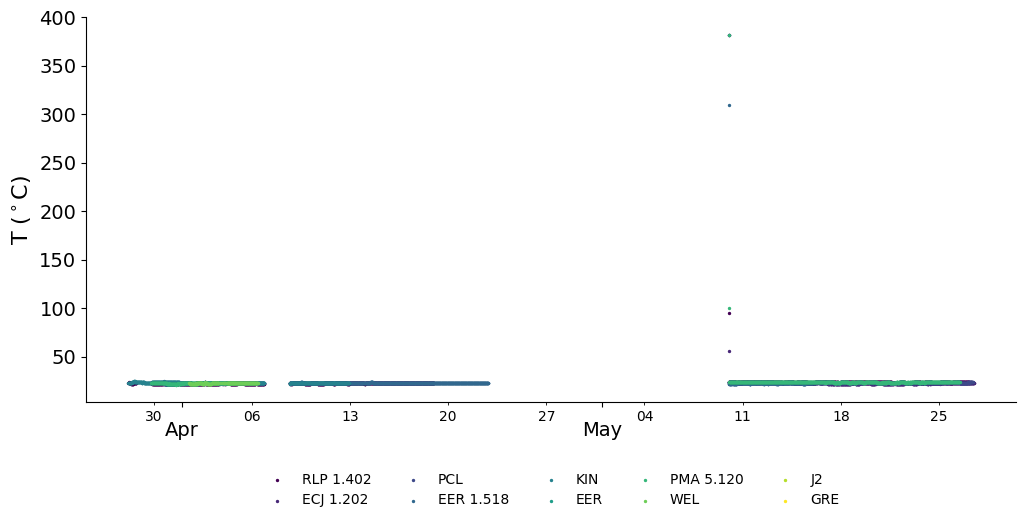 400
350
300
250
200
150
100
50
T (°C)
30 06 13 20 27 04 11 18 25
Apr May
RLP 1.402 PCL KIN PMA 5.120 J2
ECJ 1.202 EER 1.518 EER WEL GRE